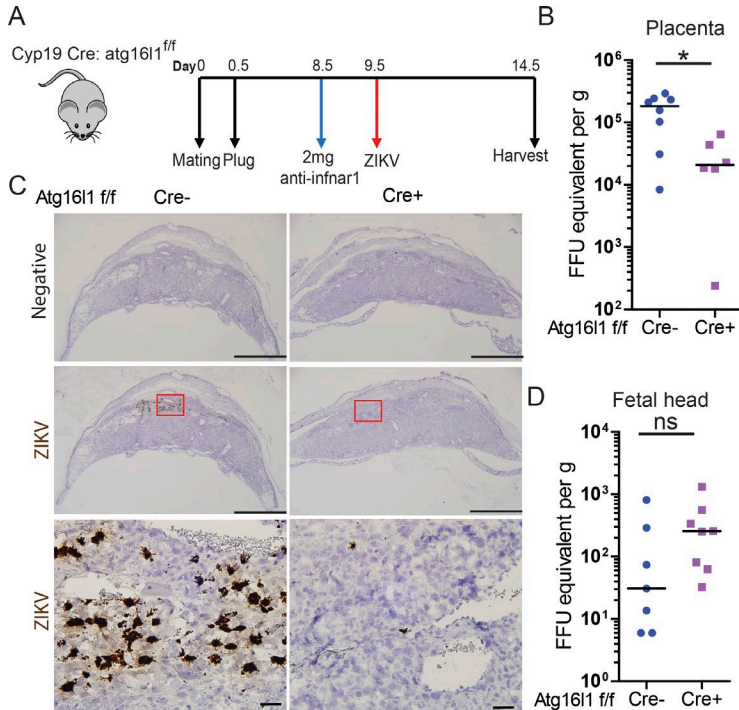 A
Cyp19 Cre: atg16l1f/f
Day 0 0.5 8.5 9.5 14.5
Mating Plug 2mg anti-infnar1 ZIKV Harvest
B
Placenta
*
FFU equivalent per g
10^6
10^5
10^4
10^3
10^2
Atg16l1 f/f Cre- Cre+
C
Atg16l1 f/f Cre- Cre+
Negative
ZIKV
ZIKV
D
Fetal head
ns
FFU equivalent per g
10^4
10^3
10^2
10^1
10^0
Atg16l1 f/f Cre- Cre+